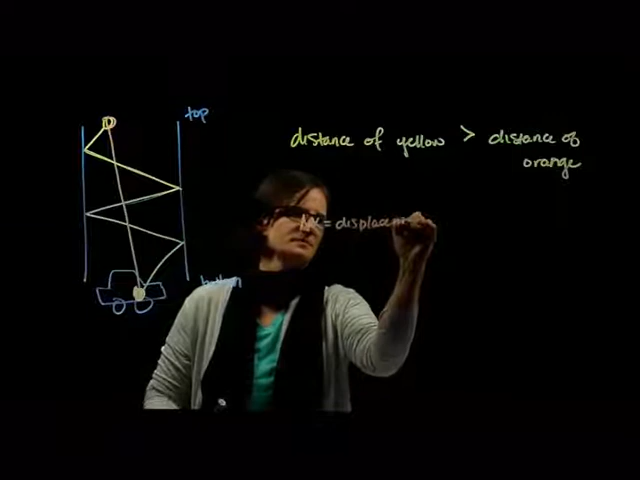 top
distance of yellow > distance of
orange
= displacem
bottom